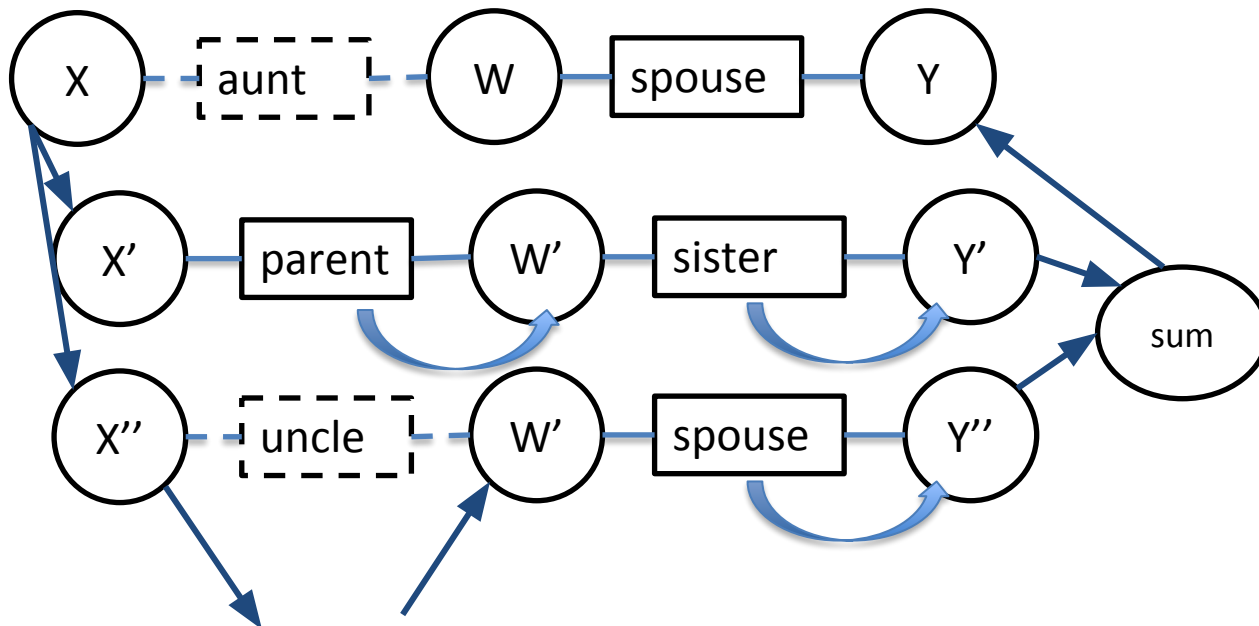 X aunt W spouse Y
X' parent W' sister Y'
sum
X'' uncle W' spouse Y''